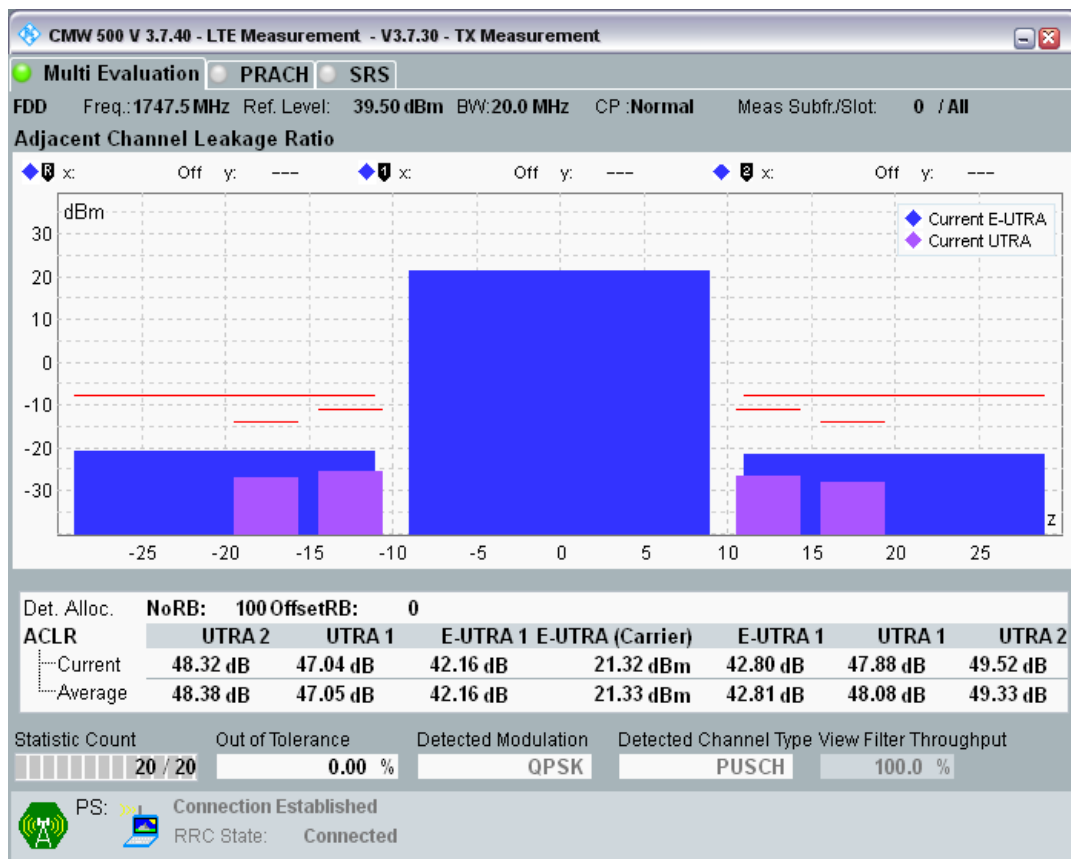 CMW 500 V 3.7.40 - LTE Measurement - V3.7.30 - TX Measurement
Multi Evaluation PRACH SRS
FDD Freq.:1747.5 MHz Ref. Level: 39.50 dBm BW:20.0 MHz CP :Normal Meas Subfr./Slot: 0 / All
Adjacent Channel Leakage Ratio
R x: Off y: --- 1 x: Off y: --- 2 x: Off y: ---
dBm
Current E-UTRA
Current UTRA
30
20
10
0
-10
-20
-30
z
-25 -20 -15 -10 -5 0 5 10 15 20 25
Det. Alloc. NoRB: 100 OffsetRB: 0
ACLR UTRA 2 UTRA 1 E-UTRA 1 E-UTRA (Carrier) E-UTRA 1 UTRA 1 UTRA 2
Current 48.32 dB 47.04 dB 42.16 dB 21.32 dBm 42.80 dB 47.88 dB 49.52 dB
Average 48.38 dB 47.05 dB 42.16 dB 21.33 dBm 42.81 dB 48.08 dB 49.33 dB
Statistic Count Out of Tolerance Detected Modulation Detected Channel Type View Filter Throughput
20 / 20 0.00 % QPSK PUSCH 100.0 %
PS: Connection Established
RRC State: Connected